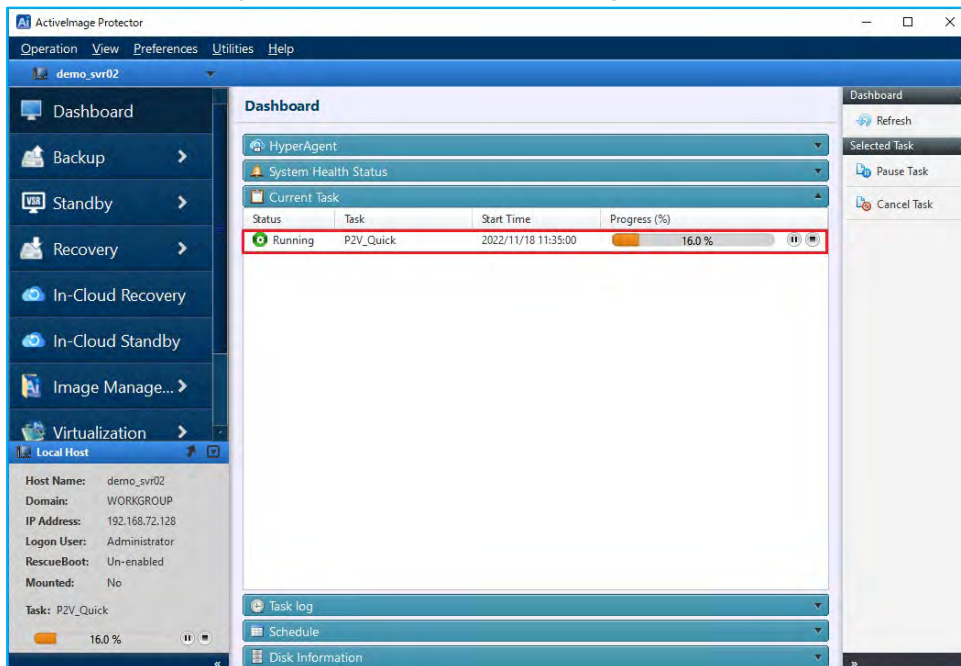 Ai ActiveImage Protector
Operation View Preferences Utilities Help
demo_svr02
Dashboard
Backup
VSB Standby
Recovery
In-Cloud Recovery
In-Cloud Standby
Ai Image Manage...
Virtualization
Local Host
Host Name: demo_svr02
Domain: WORKGROUP
IP Address: 192.168.72.128
Logon User: Administrator
RescueBoot: Un-enabled
Mounted: No
Task: P2V_Quick
16.0 %
Dashboard
HyperAgent
System Health Status
Current Task
Status Task Start Time Progress (%)
Running P2V_Quick 2022/11/18 11:35:00 16.0 %
Task log
Schedule
Disk Information
Dashboard
Refresh
Selected Task
Pause Task
Cancel Task